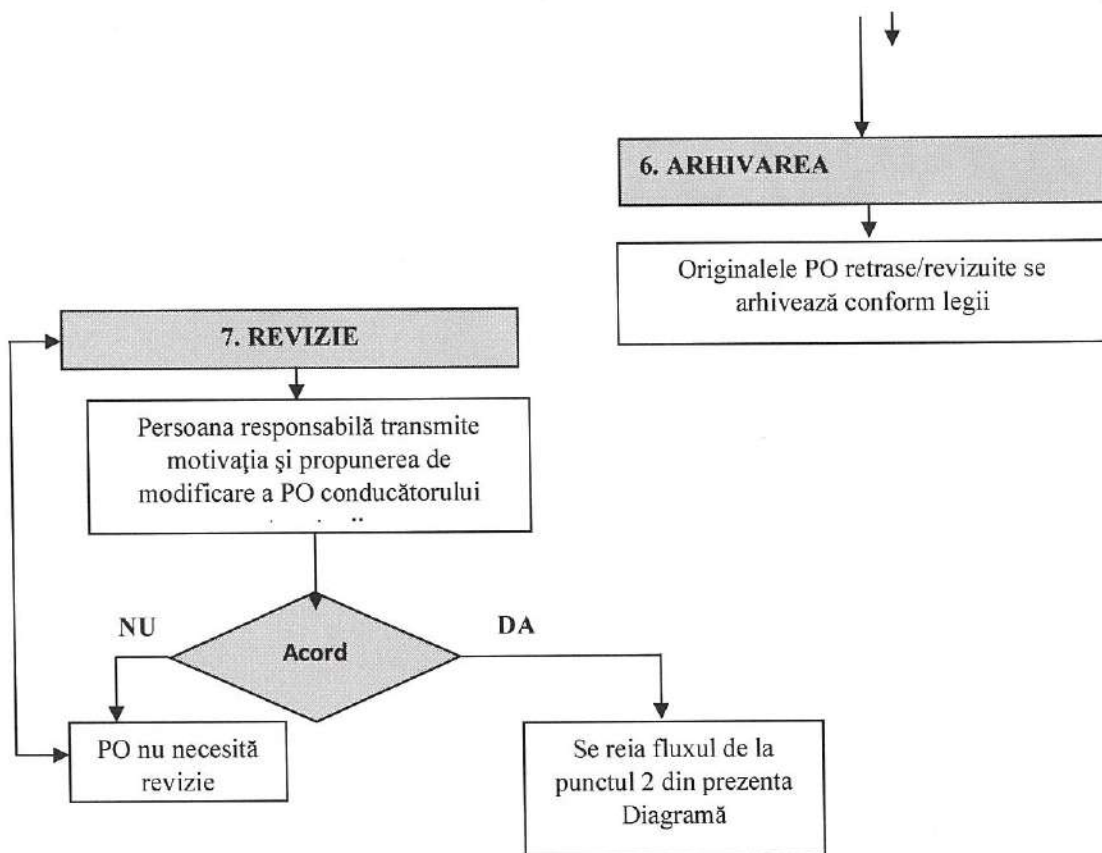 6. ARHIVAREA
Originalele PO retrase/revizuite se
arhivează conform legii
7. REVIZIE
Persoana responsabilă transmite
motivaţia şi propunerea de
modificare a PO conducătorului
NU
DA
Acord
PO nu necesită
revizie
Se reia fluxul de la
punctul 2 din prezenta
Diagramă